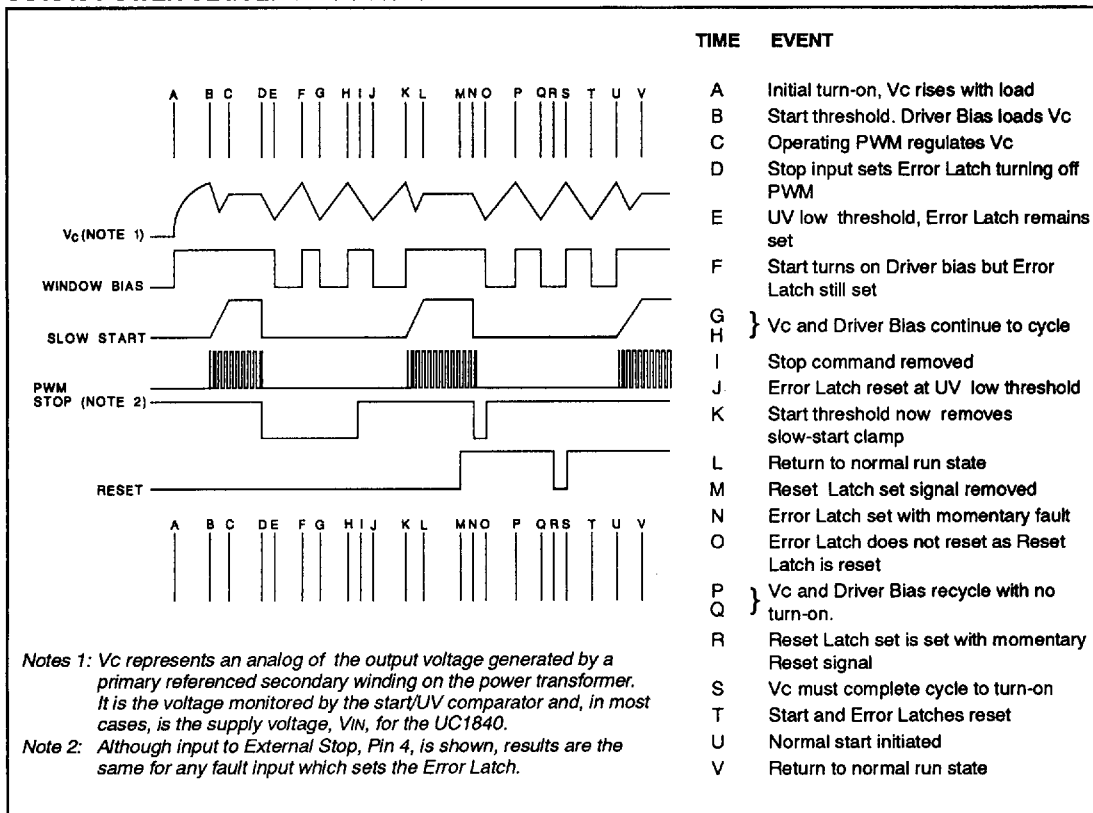 TIME EVENT
A B C D E F G H I J K L M N O P Q R S T U V
VC (NOTE 1)
WINDOW BIAS
SLOW START
PWM
STOP (NOTE 2)
RESET
A B C D E F G H I J K L M N O P Q R S T U V
A Initial turn-on, Vc rises with load
B Start threshold. Driver Bias loads Vc
C Operating PWM regulates Vc
D Stop input sets Error Latch turning off
PWM
E UV low threshold, Error Latch remains
set
F Start turns on Driver bias but Error
Latch still set
G
H } Vc and Driver Bias continue to cycle
I Stop command removed
J Error Latch reset at UV low threshold
K Start threshold now removes
slow-start clamp
L Return to normal run state
M Reset Latch set signal removed
N Error Latch set with momentary fault
O Error Latch does not reset as Reset
Latch is reset
P } Vc and Driver Bias recycle with no
Q turn-on.
R Reset Latch set is set with momentary
Reset signal
S Vc must complete cycle to turn-on
T Start and Error Latches reset
U Normal start initiated
V Return to normal run state
Notes 1: Vc represents an analog of the output voltage generated by a
primary referenced secondary winding on the power transformer.
It is the voltage monitored by the start/UV comparator and, in most
cases, is the supply voltage, VIN, for the UC1840.
Note 2: Although input to External Stop, Pin 4, is shown, results are the
same for any fault input which sets the Error Latch.